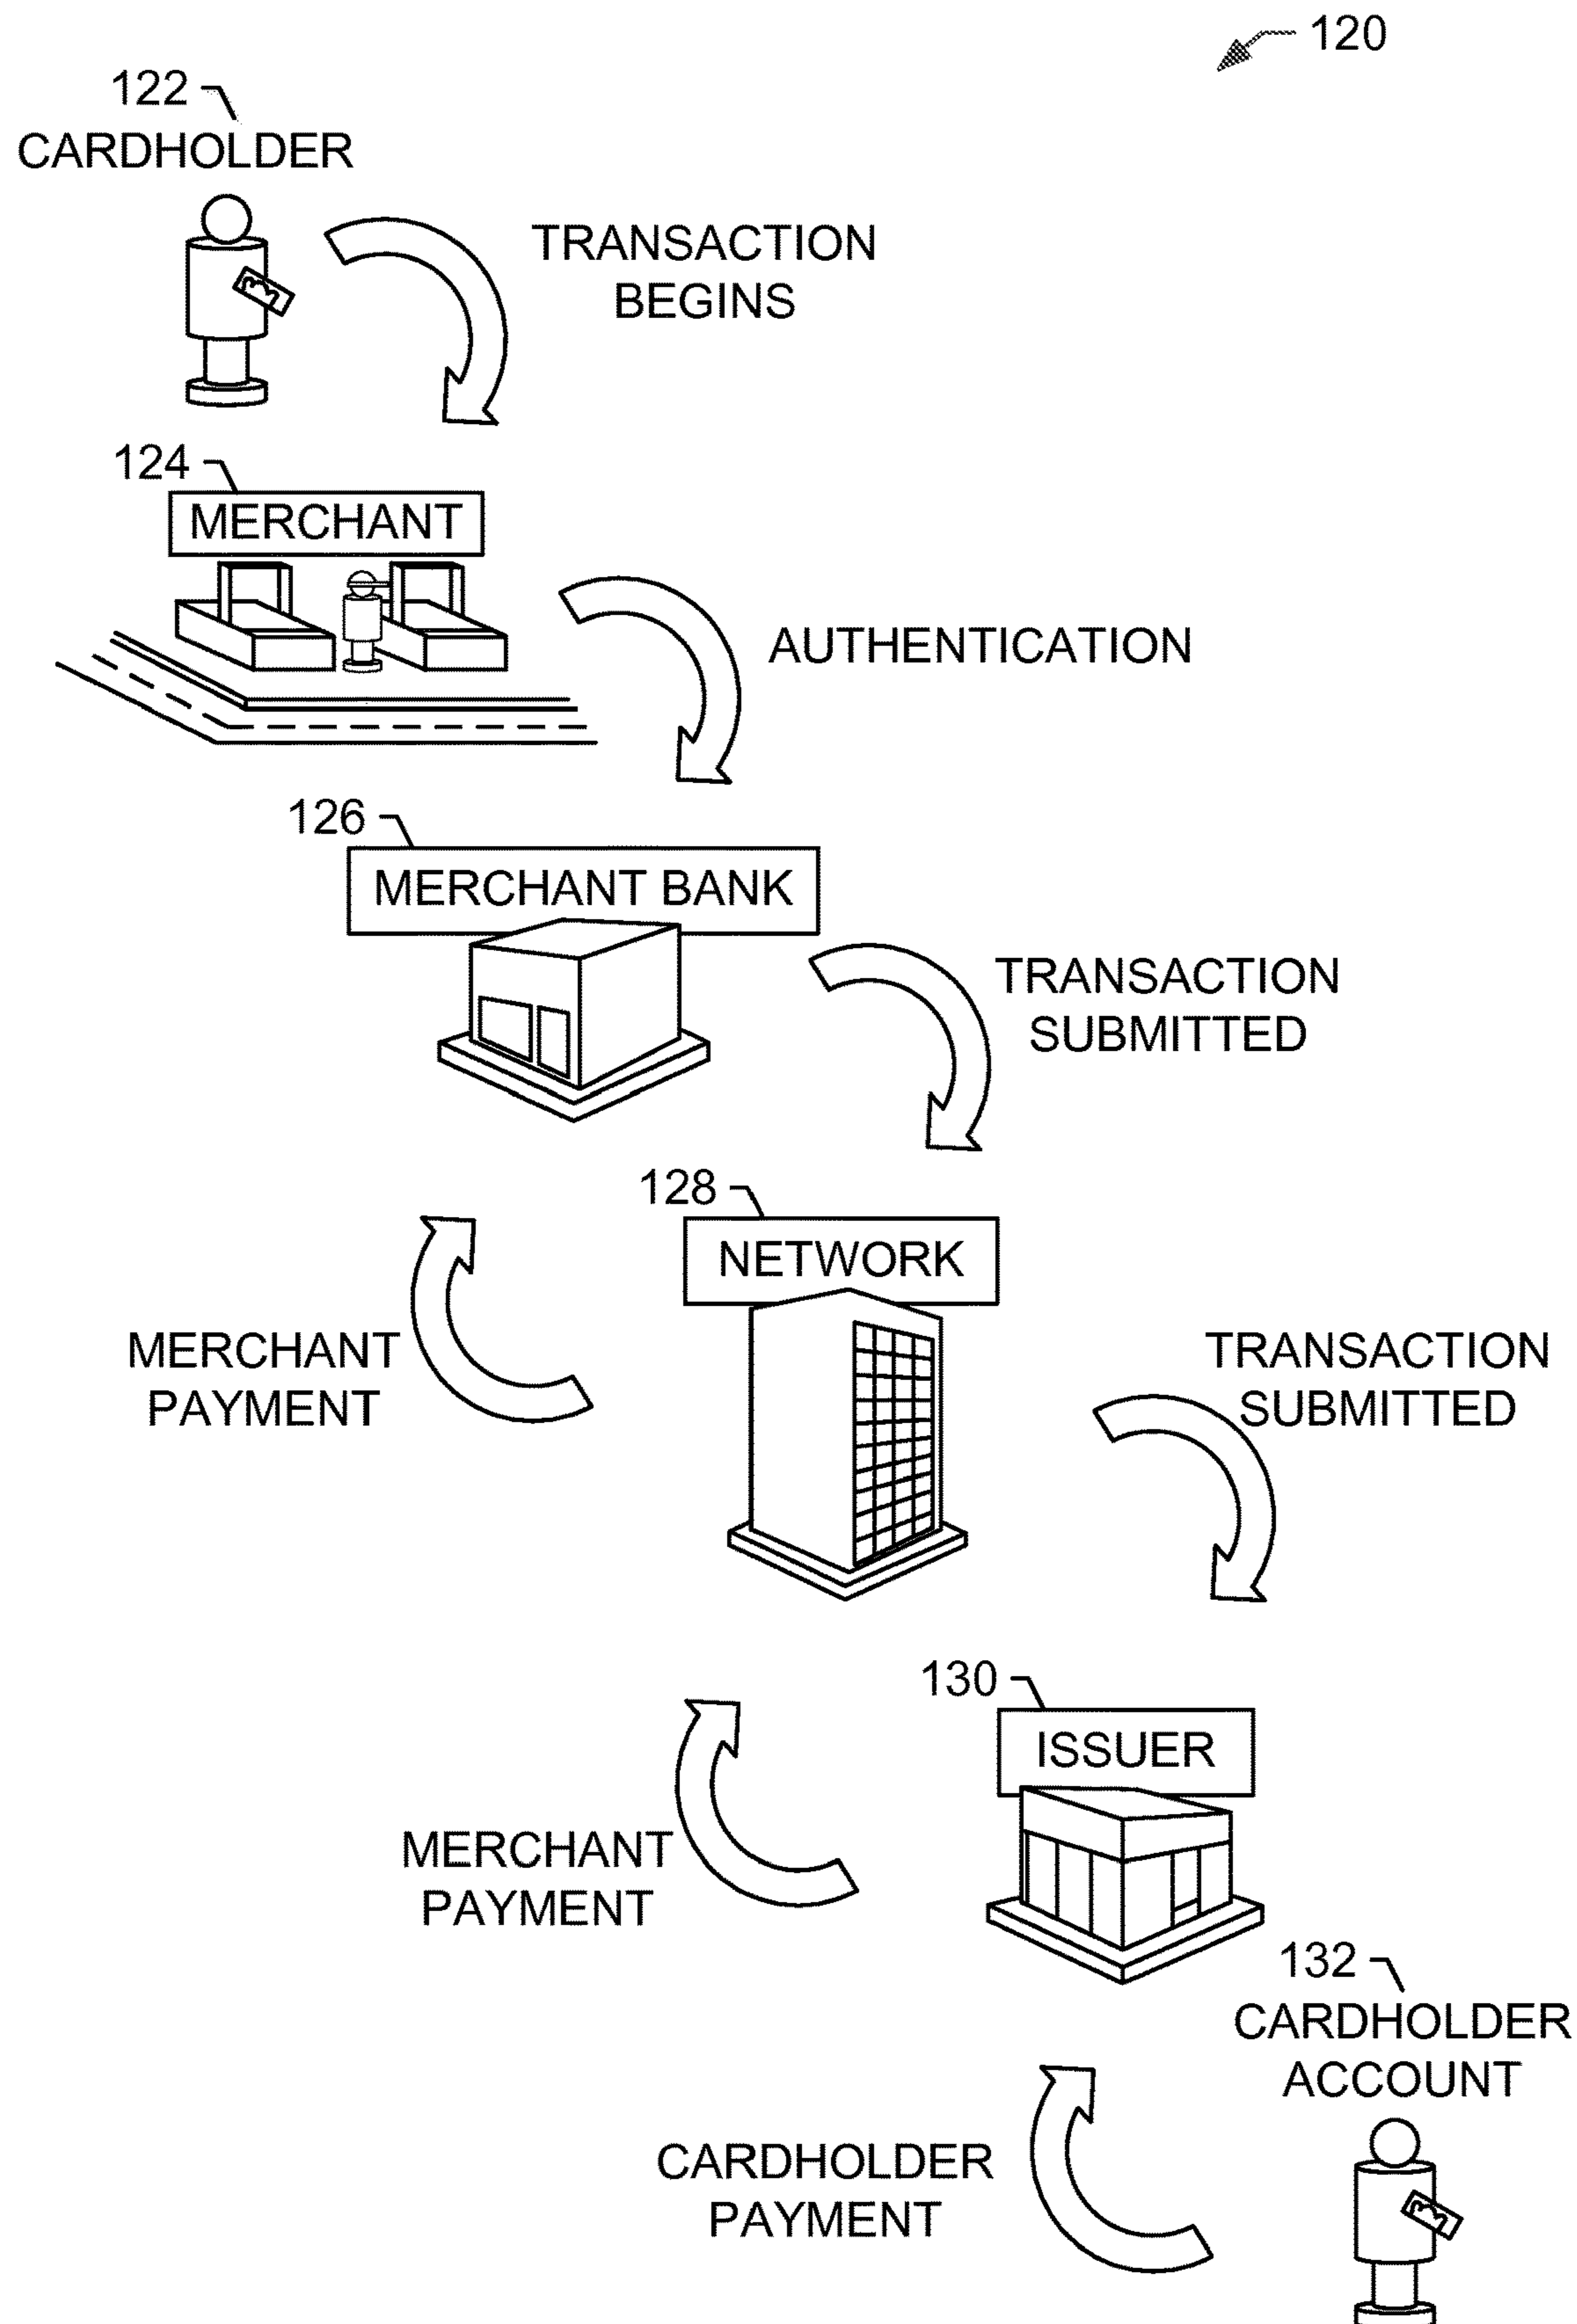 120
122
CARDHOLDER
TRANSACTION
BEGINS
124
MERCHANT
AUTHENTICATION
126
MERCHANT BANK
TRANSACTION
SUBMITTED
128
NETWORK
MERCHANT
PAYMENT
TRANSACTION
SUBMITTED
130
ISSUER
MERCHANT
PAYMENT
132
CARDHOLDER
ACCOUNT
CARDHOLDER
PAYMENT